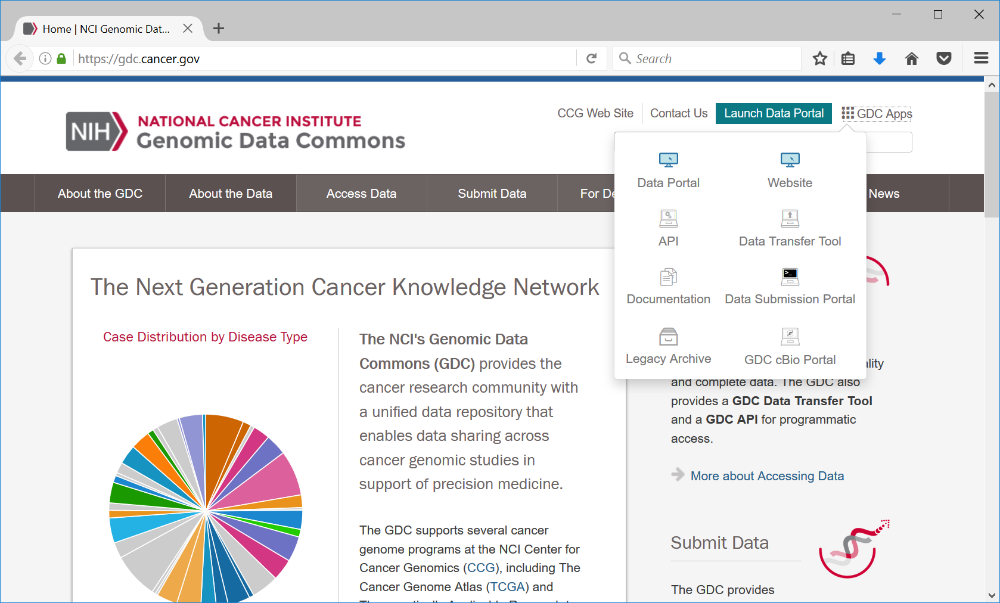 Home | NCI Genomic Dat...
https://gdc.cancer.gov
Search
NIH
NATIONAL CANCER INSTITUTE
Genomic Data Commons
CCG Web Site
Contact Us
Launch Data Portal
GDC Apps
About the GDC
About the Data
Access Data
Submit Data
For De
News
Data Portal
Website
API
Data Transfer Tool
Documentation
Data Submission Portal
>_
Legacy Archive
GDC cBio Portal
The Next Generation Cancer Knowledge Network
Case Distribution by Disease Type
The NCI's Genomic Data
Commons (GDC) provides the
cancer research community with
a unified data repository that
enables data sharing across
cancer genomic studies in
support of precision medicine.
The GDC supports several cancer
genome programs at the NCI Center for
Cancer Genomics (CCG), including The
Cancer Genome Atlas (TCGA) and
ality
and complete data. The GDC also
provides a GDC Data Transfer Tool
and a GDC API for programmatic
access.
More about Accessing Data
Submit Data
The GDC provides